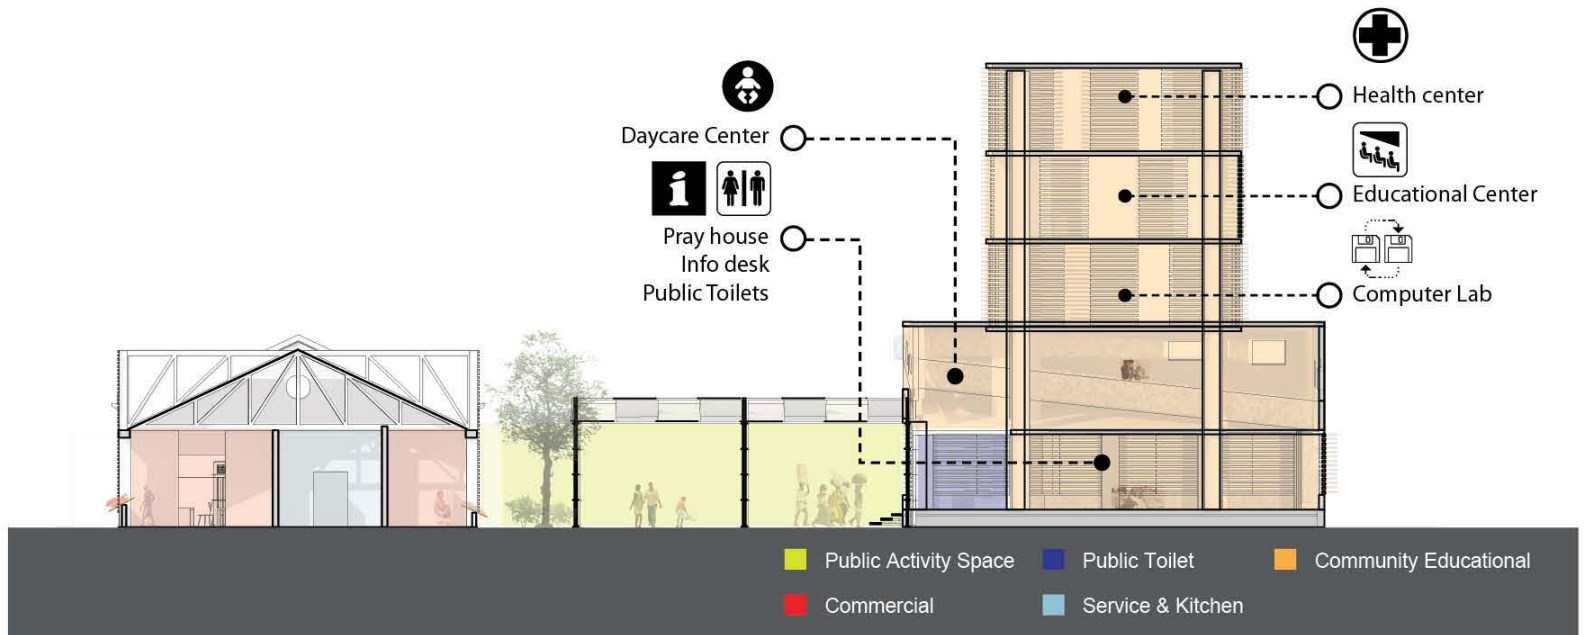 Daycare Center
i
Pray house
Info desk
Public Toilets
Health center
Educational Center
Computer Lab
Public Activity Space
Public Toilet
Community Educational
Commercial
Service & Kitchen